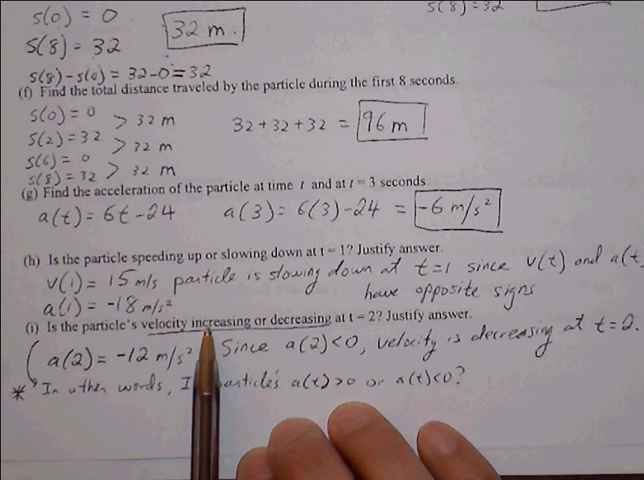 s(8)=32
s(0) = 0
s(8) = 32
32 m.
s(8)-s(0) = 32-0 = 32
(f) Find the total distance traveled by the particle during the first 8 seconds.
s(0)= 0
> 32 m
s(2)= 32
> 32 m
s(6)= 0
> 32 m
s(8)= 32
32+32+32 = 96 m
(g) Find the acceleration of the particle at time t and at t = 3 seconds.
a(t)= 6t-24 a(3)= 6(3)-24 = -6 m/s²
(h) Is the particle speeding up or slowing down at t = 1? Justify answer.
v(1)= 15 m/s particle is slowing down at t=1 since v(t) and a(t
a(1)= -18 m/s² have opposite signs
(i) Is the particle's velocity increasing or decreasing at t = 2? Justify answer.
a(2)= -12 m/s² Since a(2)<0, velocity is decreasing at t=2.
* In other words, particle's a(t)>0 or a(t)<0?